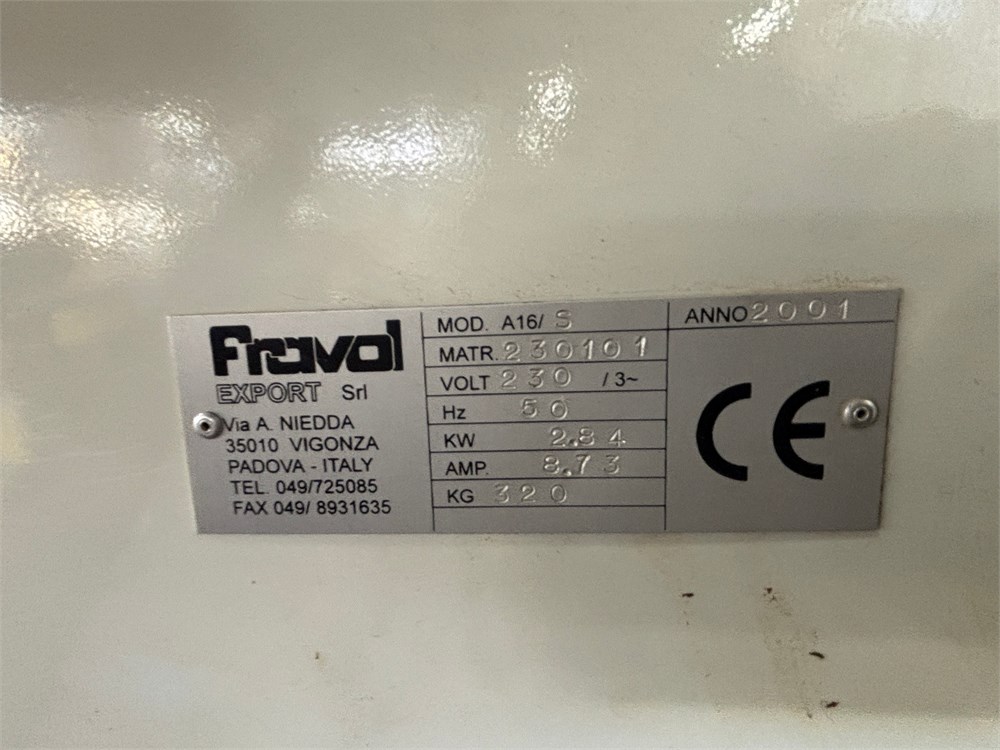 Fravol
EXPORT Srl
Via A. NIEDDA
35010 VIGONZA
PADOVA - ITALY
TEL. 049/725085
FAX 049/ 8931635
MOD. A16/ S
MATR. 230101
VOLT 230 /3~
Hz 50
KW 2.84
AMP. 8.73
KG 320
ANNO 2001
CE